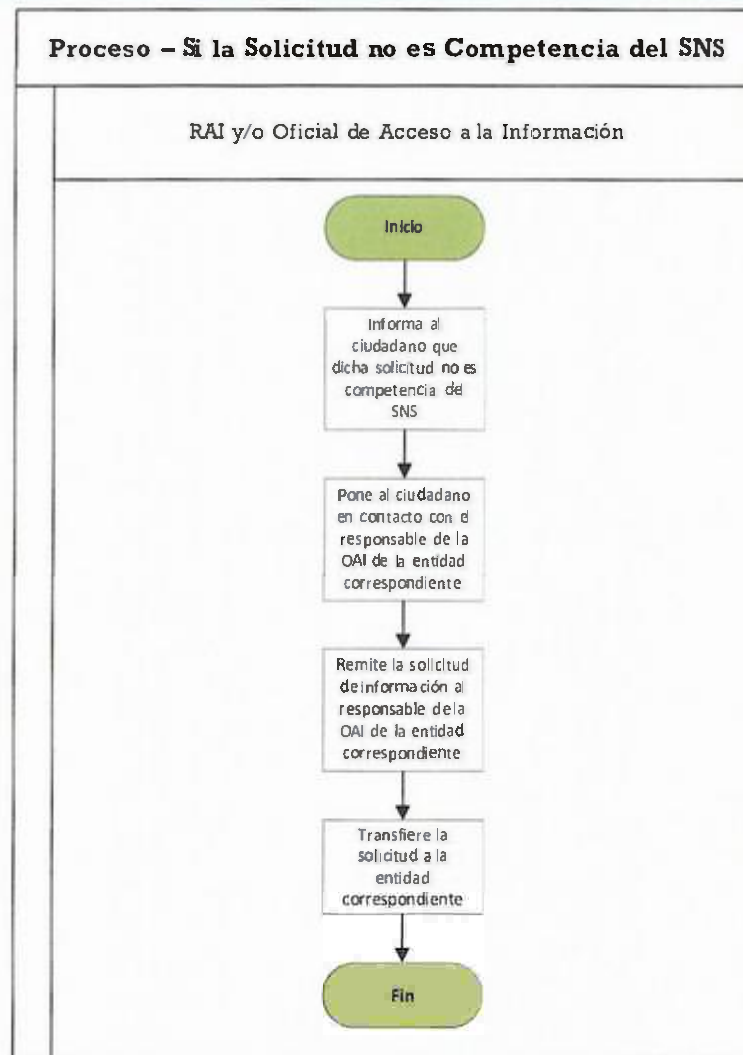 Proceso – Si la Solicitud no es Competencia del SNS
RAI y/o Oficial de Acceso a la Información
Inicio
Informa al
ciudadano que
dicha solicitud no es
competencia del
SNS
Pone al ciudadano
en contacto con el
responsable de la
OAI de la entidad
correspondiente
Remite la solicitud
de información al
responsable de la
OAI de la entidad
correspondiente
Transfiere la
solicitud a la
entidad
correspondiente
Fin